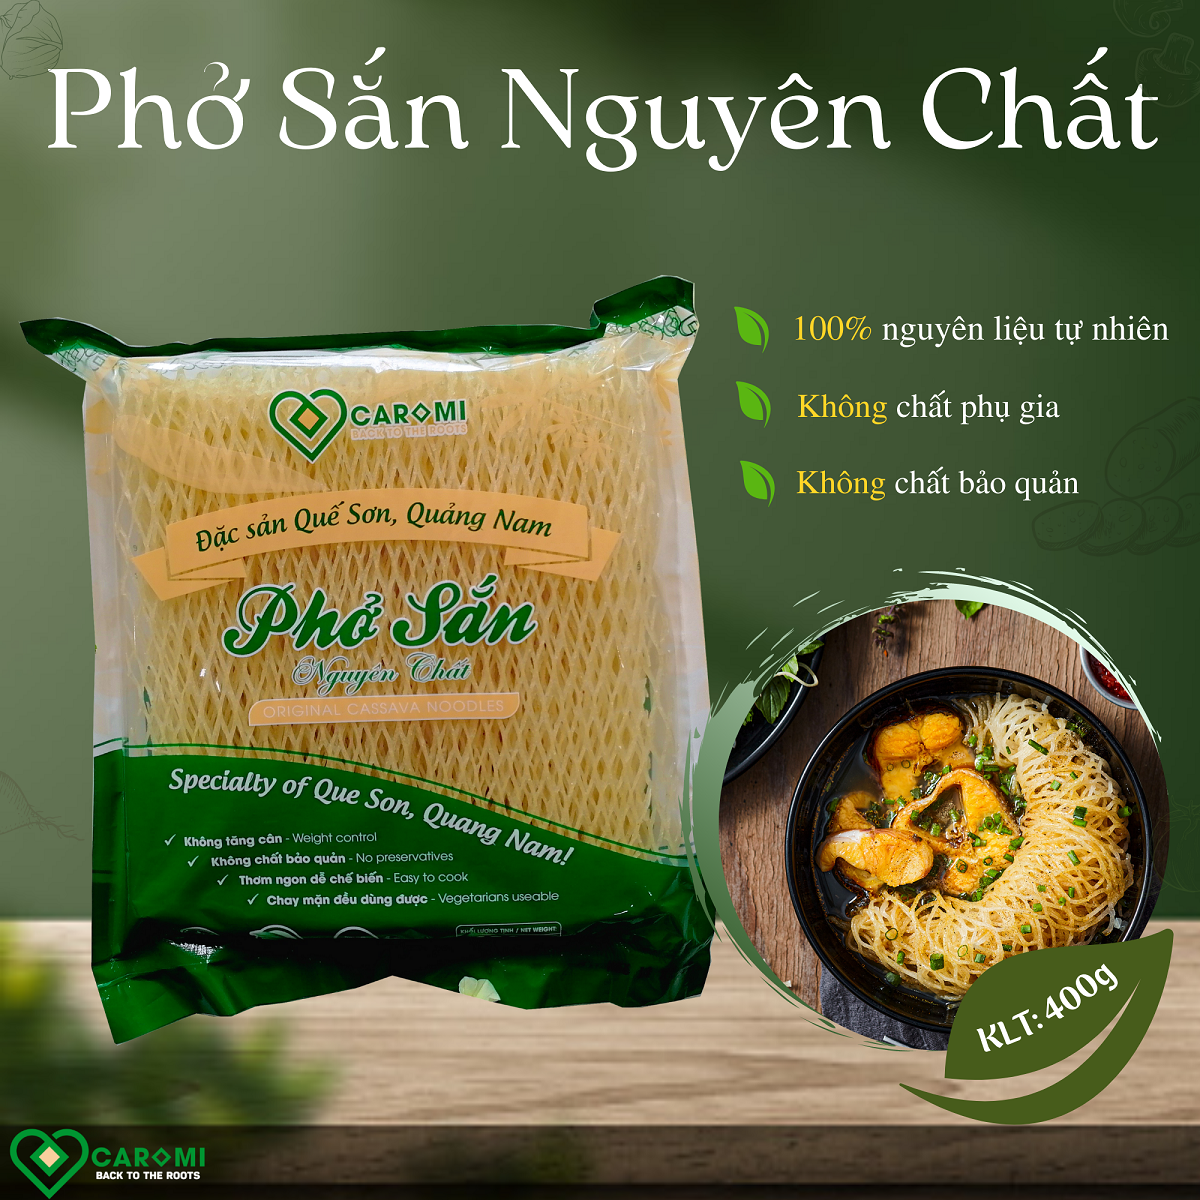 Phở Sắn Nguyên Chất
100% nguyên liệu tự nhiên
Không chất phụ gia
Không chất bảo quản
CAROMI
BACK TO THE ROOTS
Đặc sản Quế Sơn, Quảng Nam
Phở Sắn
Nguyên Chất
ORIGINAL CASSAVA NOODLES
Specialty of Que Son, Quang Nam!
✓ Không tăng cân - Weight control
✓ Không chất bảo quản - No preservatives
✓ Thơm ngon dễ chế biến - Easy to cook
✓ Chay mặn đều dùng được - Vegetarians useable
KHỐI LƯỢNG TỊNH / NET WEIGHT:
KLT: 400g
CAROMI
BACK TO THE ROOTS